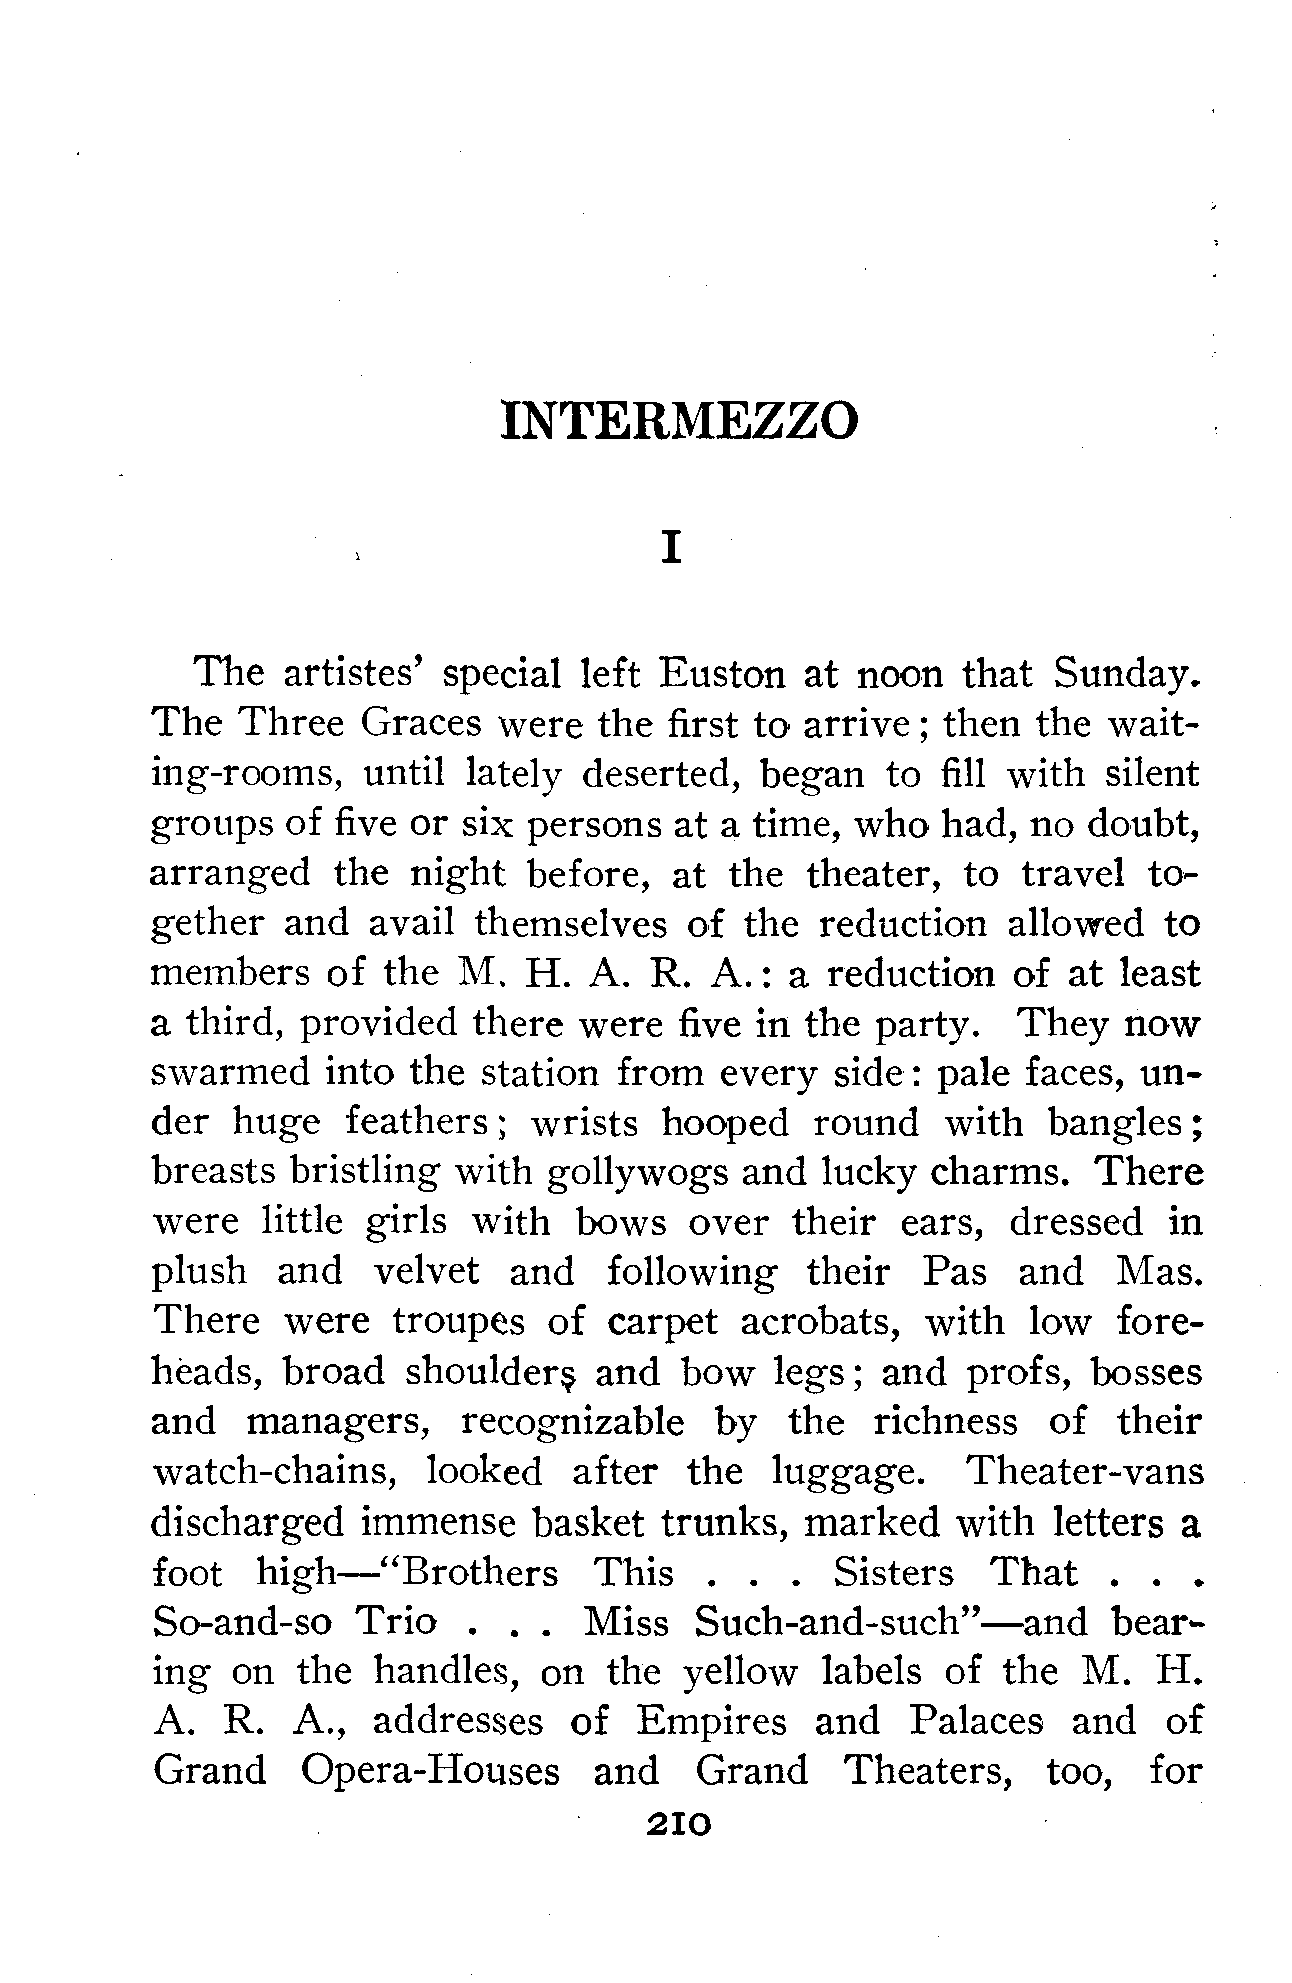 INTERMEZZO
I
The artistes’ special left Euston at noon that Sunday.
The Three Graces were the first to arrive; then the wait-
ing-rooms, until lately deserted, began to fill with silent
groups of five or six persons at a time, who had, no doubt,
arranged the night before, at the theater, to travel to-
gether and avail themselves of the reduction allowed to
members of the M. H. A. R. A.: a reduction of at least
a third, provided there were five in the party. They now
swarmed into the station from every side: pale faces, un-
der huge feathers; wrists hooped round with bangles;
breasts bristling with gollywogs and lucky charms. There
were little girls with bows over their ears, dressed in
plush and velvet and following their Pas and Mas.
There were troupes of carpet acrobats, with low fore-
heads, broad shoulders and bow legs; and profs, bosses
and managers, recognizable by the richness of their
watch-chains, looked after the luggage. Theater-vans
discharged immense basket trunks, marked with letters a
foot high—“Brothers This . . . Sisters That . . .
So-and-so Trio . . . Miss Such-and-such”—and bear-
ing on the handles, on the yellow labels of the M. H.
A. R. A., addresses of Empires and Palaces and of
Grand Opera-Houses and Grand Theaters, too, for
210